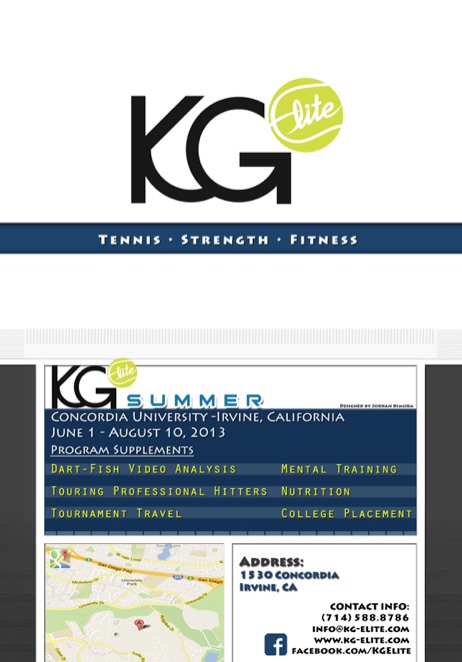 KG Elite
Tennis · Strength · Fitness
KG Elite
SUMMER
Designed by Jordan Kimura
Concordia University -Irvine, California
June 1 - August 10, 2013
Program Supplements
Dart-Fish Video Analysis Mental Training
Touring Professional Hitters Nutrition
Tournament Travel College Placement
University Park
Address:
1530 Concordia
Irvine, CA
Contact Info:
(714) 588.8786
info@kg-elite.com
www.kg-elite.com
facebook.com/KGElite